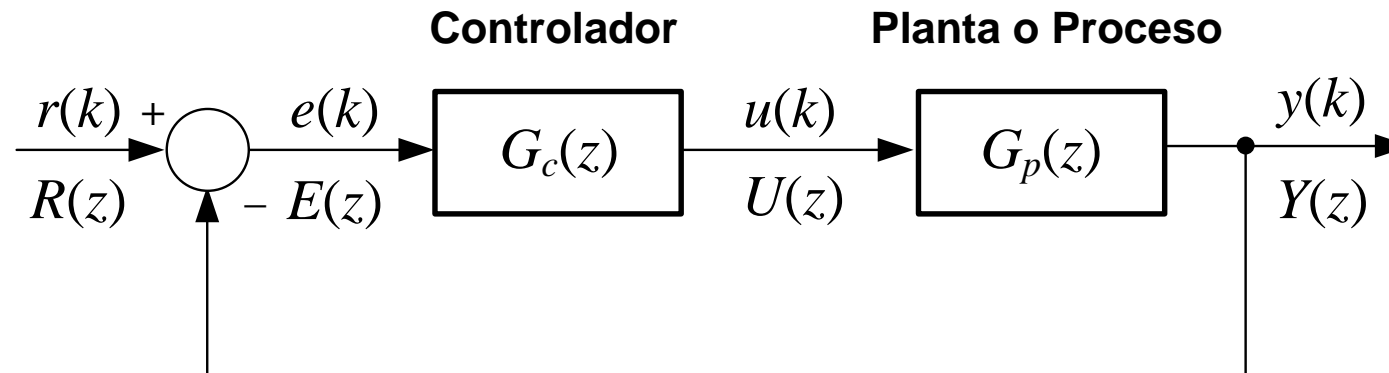 Controlador Planta o Proceso
r(k) + e(k) u(k) y(k)
G_c(z) G_p(z)
R(z) – E(z) U(z) Y(z)